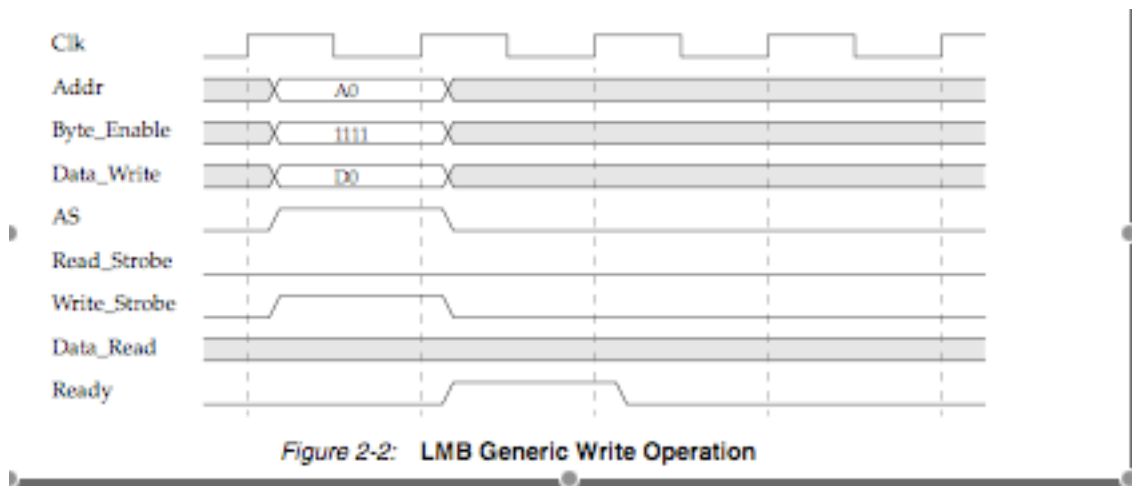 Clk
Addr A0
Byte_Enable 1111
Data_Write D0
AS
Read_Strobe
Write_Strobe
Data_Read
Ready
Figure 2-2: LMB Generic Write Operation